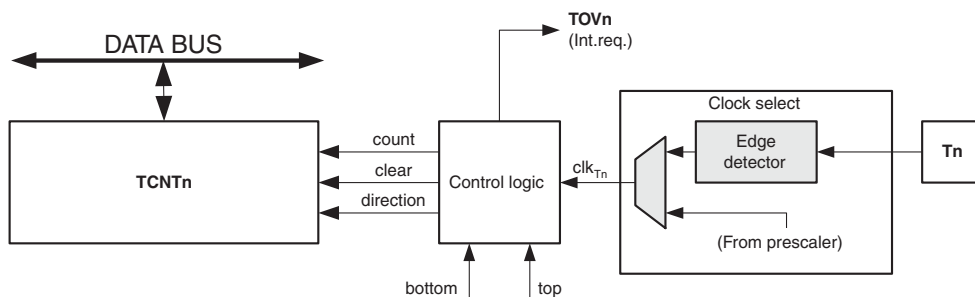 TOVn
(Int.req.)
DATA BUS
Clock select
TCNTn
count
clear
direction
Control logic
clkTn
Edge
detector
Tn
(From prescaler)
bottom
top